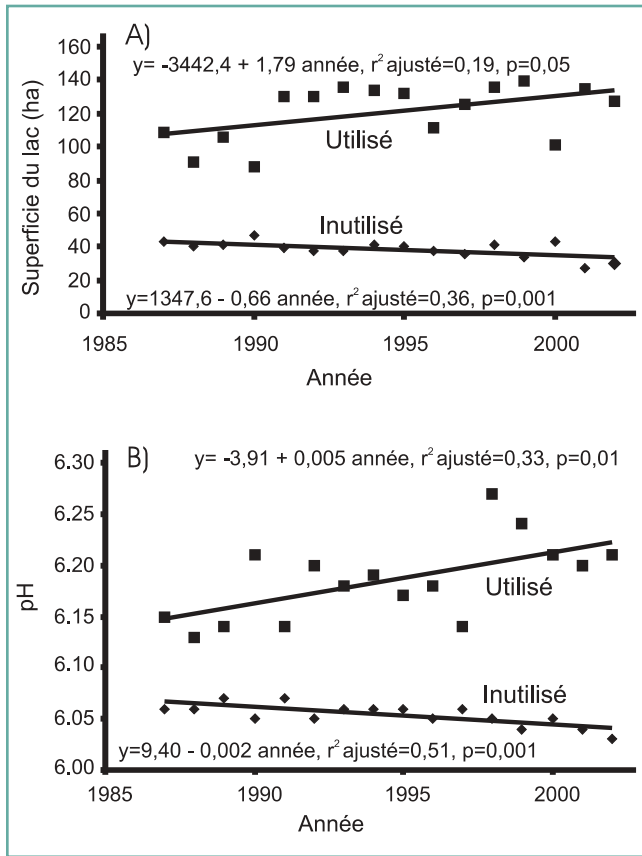 A)
y= -3442,4 + 1,79 année, r² ajusté=0,19, p=0,05
Superficie du lac (ha)
160
140
120
100
80
60
40
20
0
Utilisé
Inutilisé
y=1347,6 - 0,66 année, r² ajusté=0,36, p=0,001
1985 1990 1995 2000
Année
B)
y= -3,91 + 0,005 année, r² ajusté=0,33, p=0,01
pH
6.30
6.25
6.20
6.15
6.10
6.05
6.00
Utilisé
Inutilisé
y=9,40 - 0,002 année, r² ajusté=0,51, p=0,001
1985 1990 1995 2000
Année